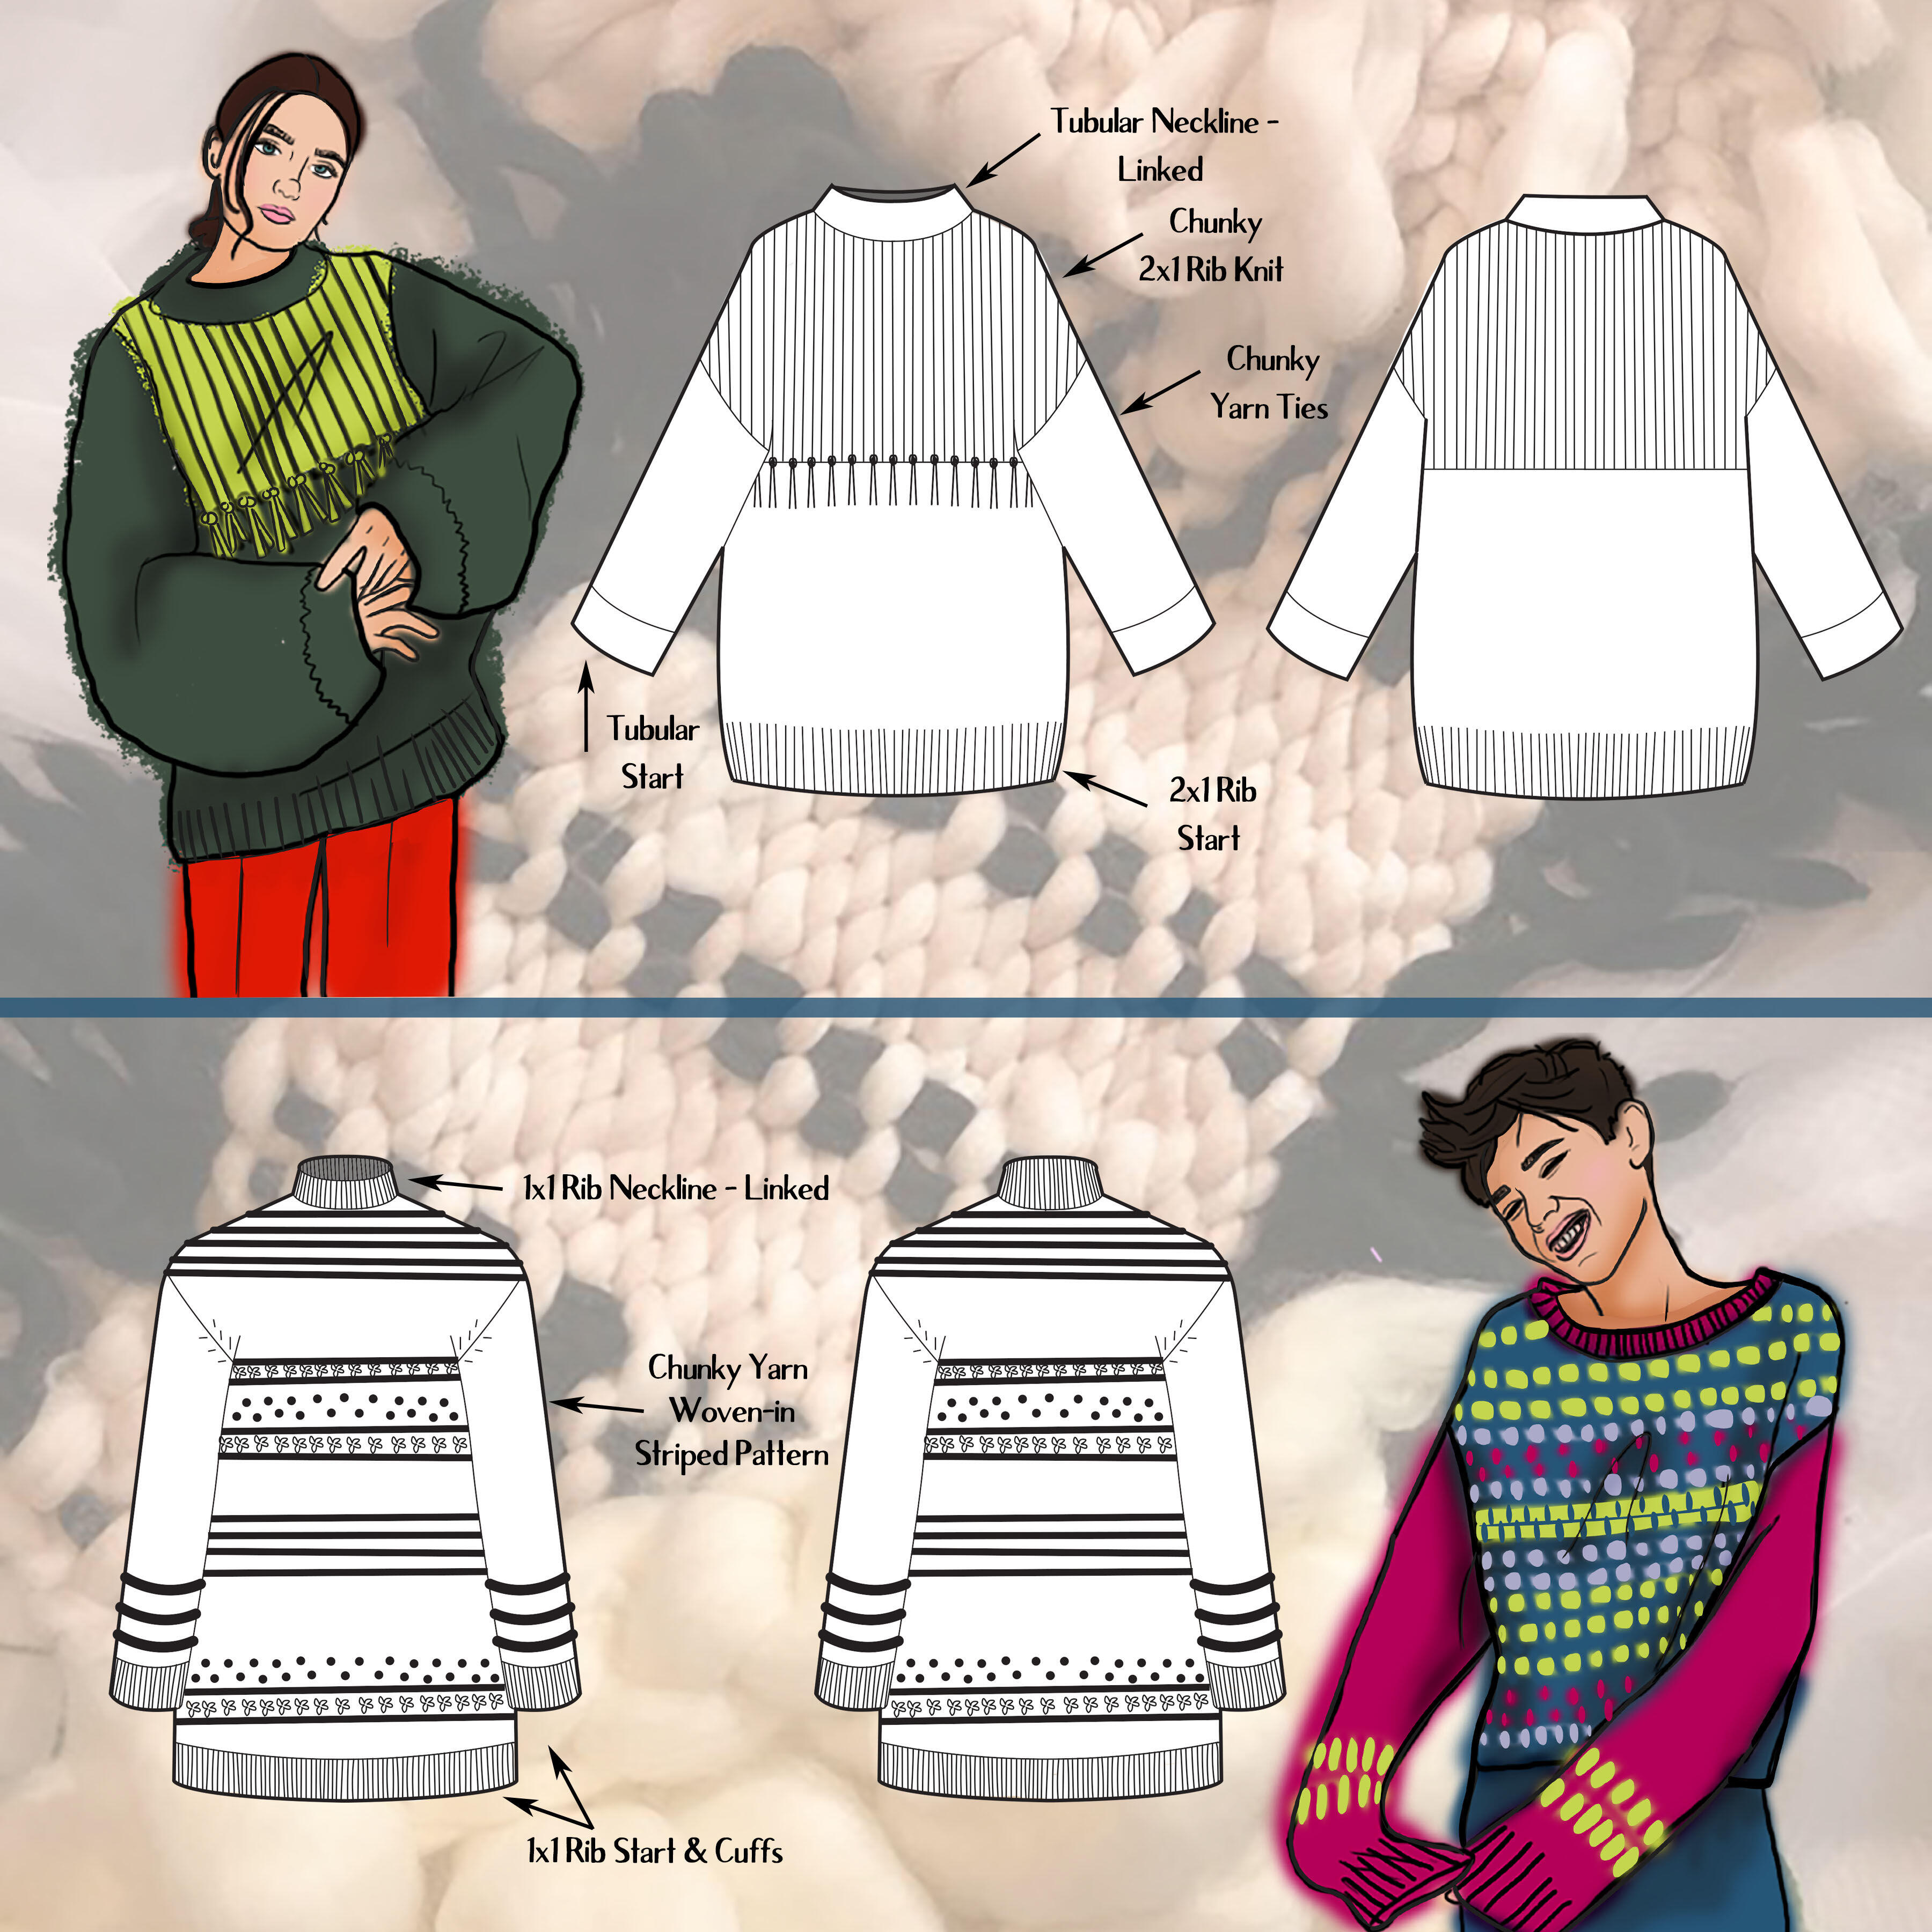 Tubular Neckline -
Linked
Chunky
2x1 Rib Knit
Chunky
Yarn Ties
Tubular
Start
2x1 Rib
Start
1x1 Rib Neckline - Linked
Chunky Yarn
Woven-in
Striped Pattern
1x1 Rib Start & Cuffs